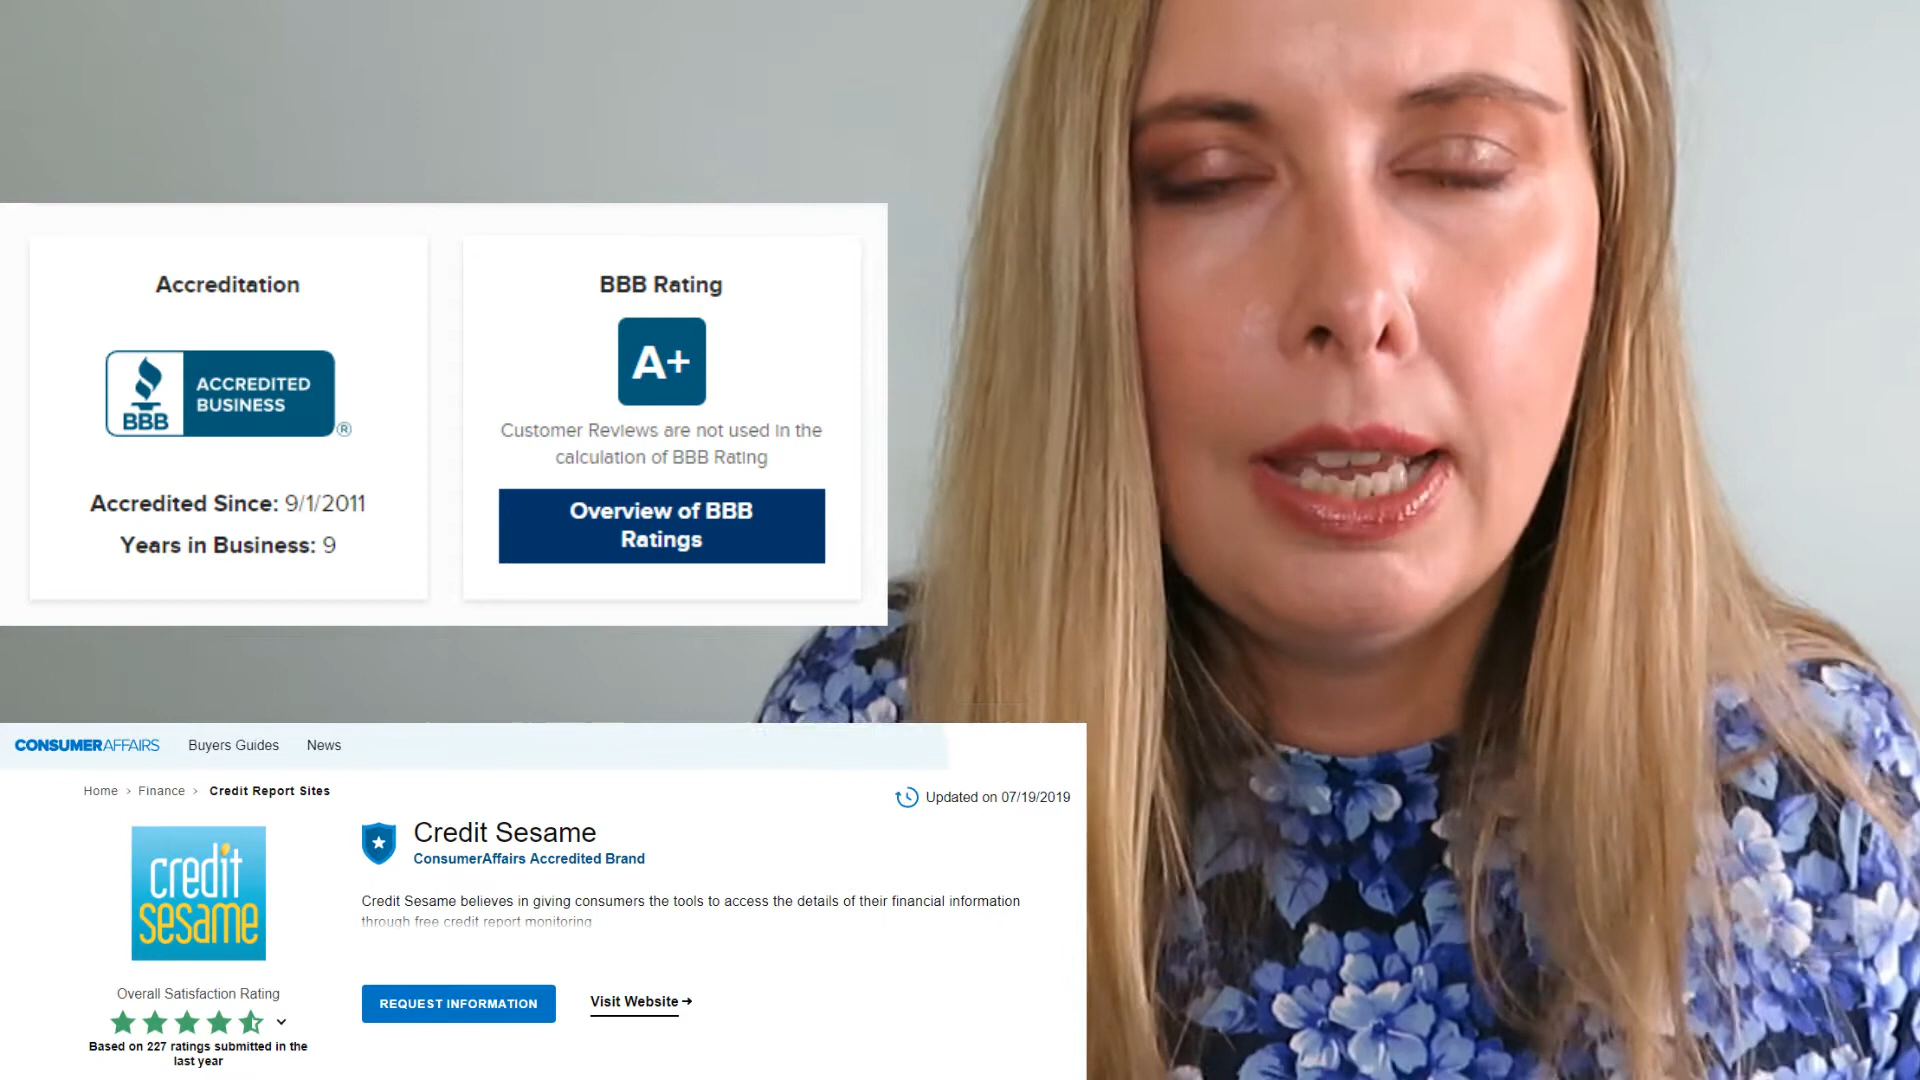 Accreditation
BBB
ACCREDITED
BUSINESS
®
Accredited Since: 9/1/2011
Years in Business: 9
BBB Rating
A+
Customer Reviews are not used in the
calculation of BBB Rating
Overview of BBB
Ratings
CONSUMERAFFAIRS Buyers Guides News
Home > Finance > Credit Report Sites
Updated on 07/19/2019
credit
sesame
Credit Sesame
ConsumerAffairs Accredited Brand
Credit Sesame believes in giving consumers the tools to access the details of their financial information
through free credit report monitoring
REQUEST INFORMATION
Visit Website →
Overall Satisfaction Rating
Based on 227 ratings submitted in the
last year